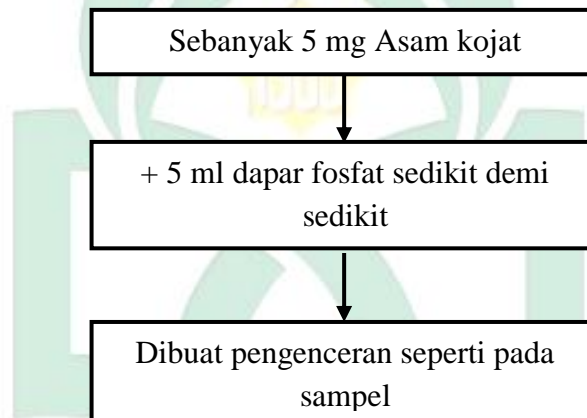 Sebanyak 5 mg Asam kojat
+ 5 ml dapar fosfat sedikit demi
sedikit
Dibuat pengenceran seperti pada
sampel